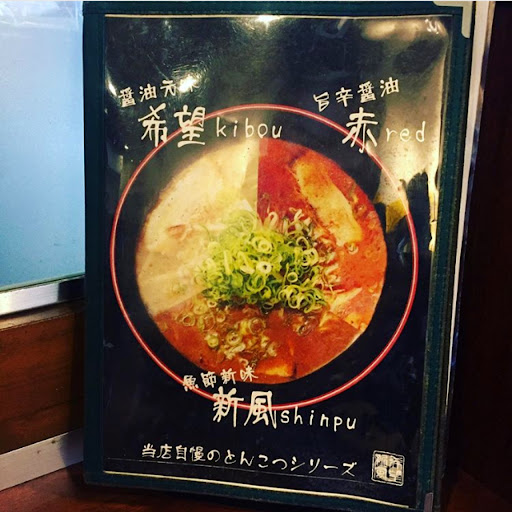 醤油元味
希望kibou
旨辛醤油
赤red
魚節新味
新風shinpu
当店自慢のとんこつシリーズ